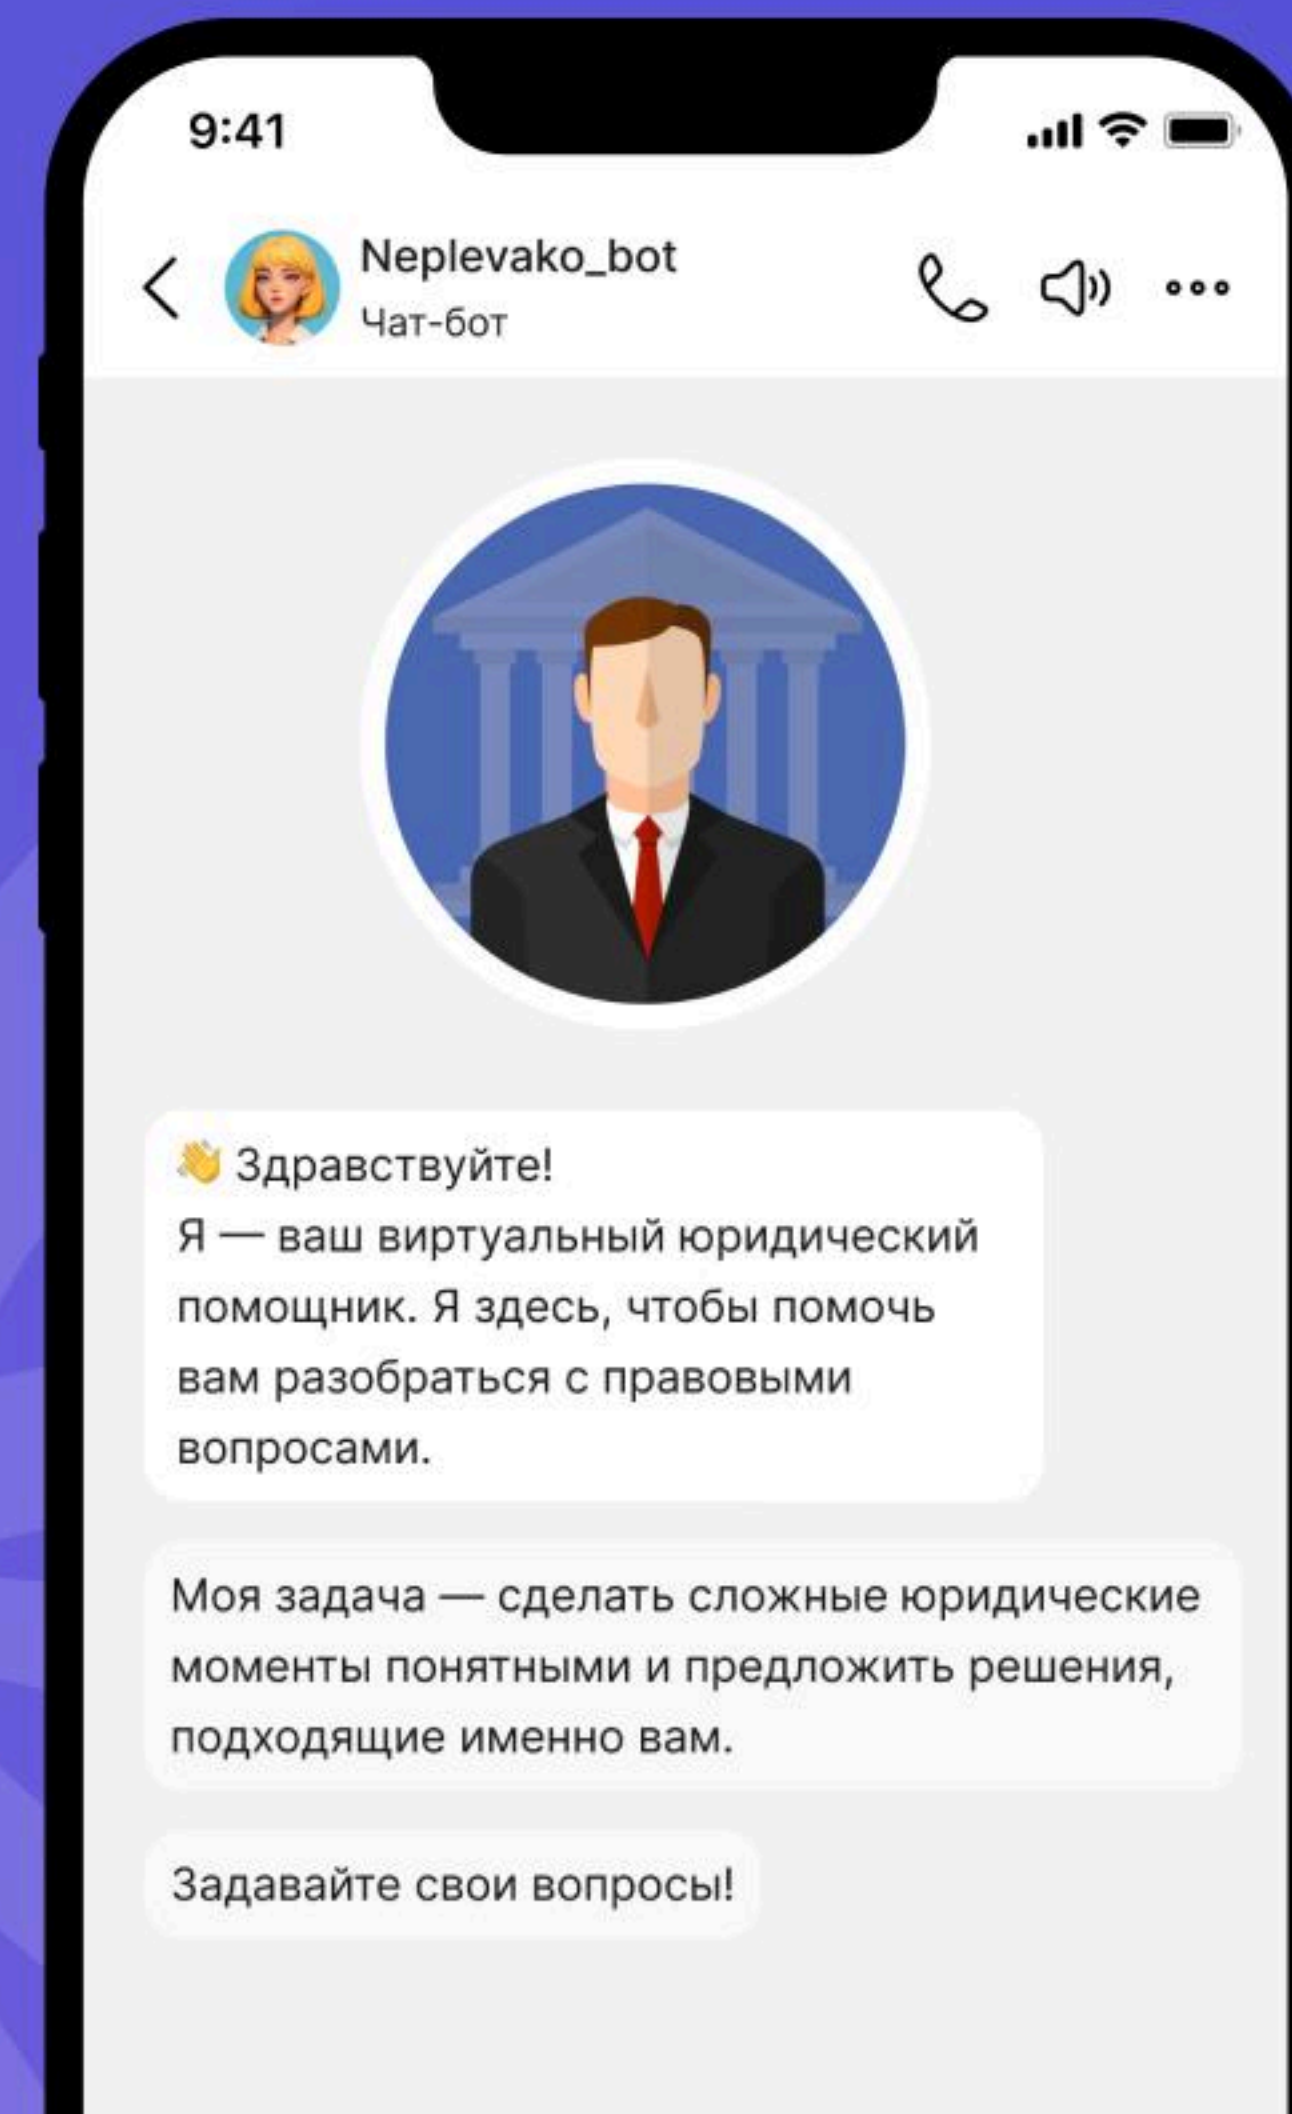 9:41
Neplevako_bot
Чат-бот
👋 Здравствуйте!
Я — ваш виртуальный юридический
помощник. Я здесь, чтобы помочь
вам разобраться с правовыми
вопросами.
Моя задача — сделать сложные юридические
моменты понятными и предложить решения,
подходящие именно вам.
Задавайте свои вопросы!